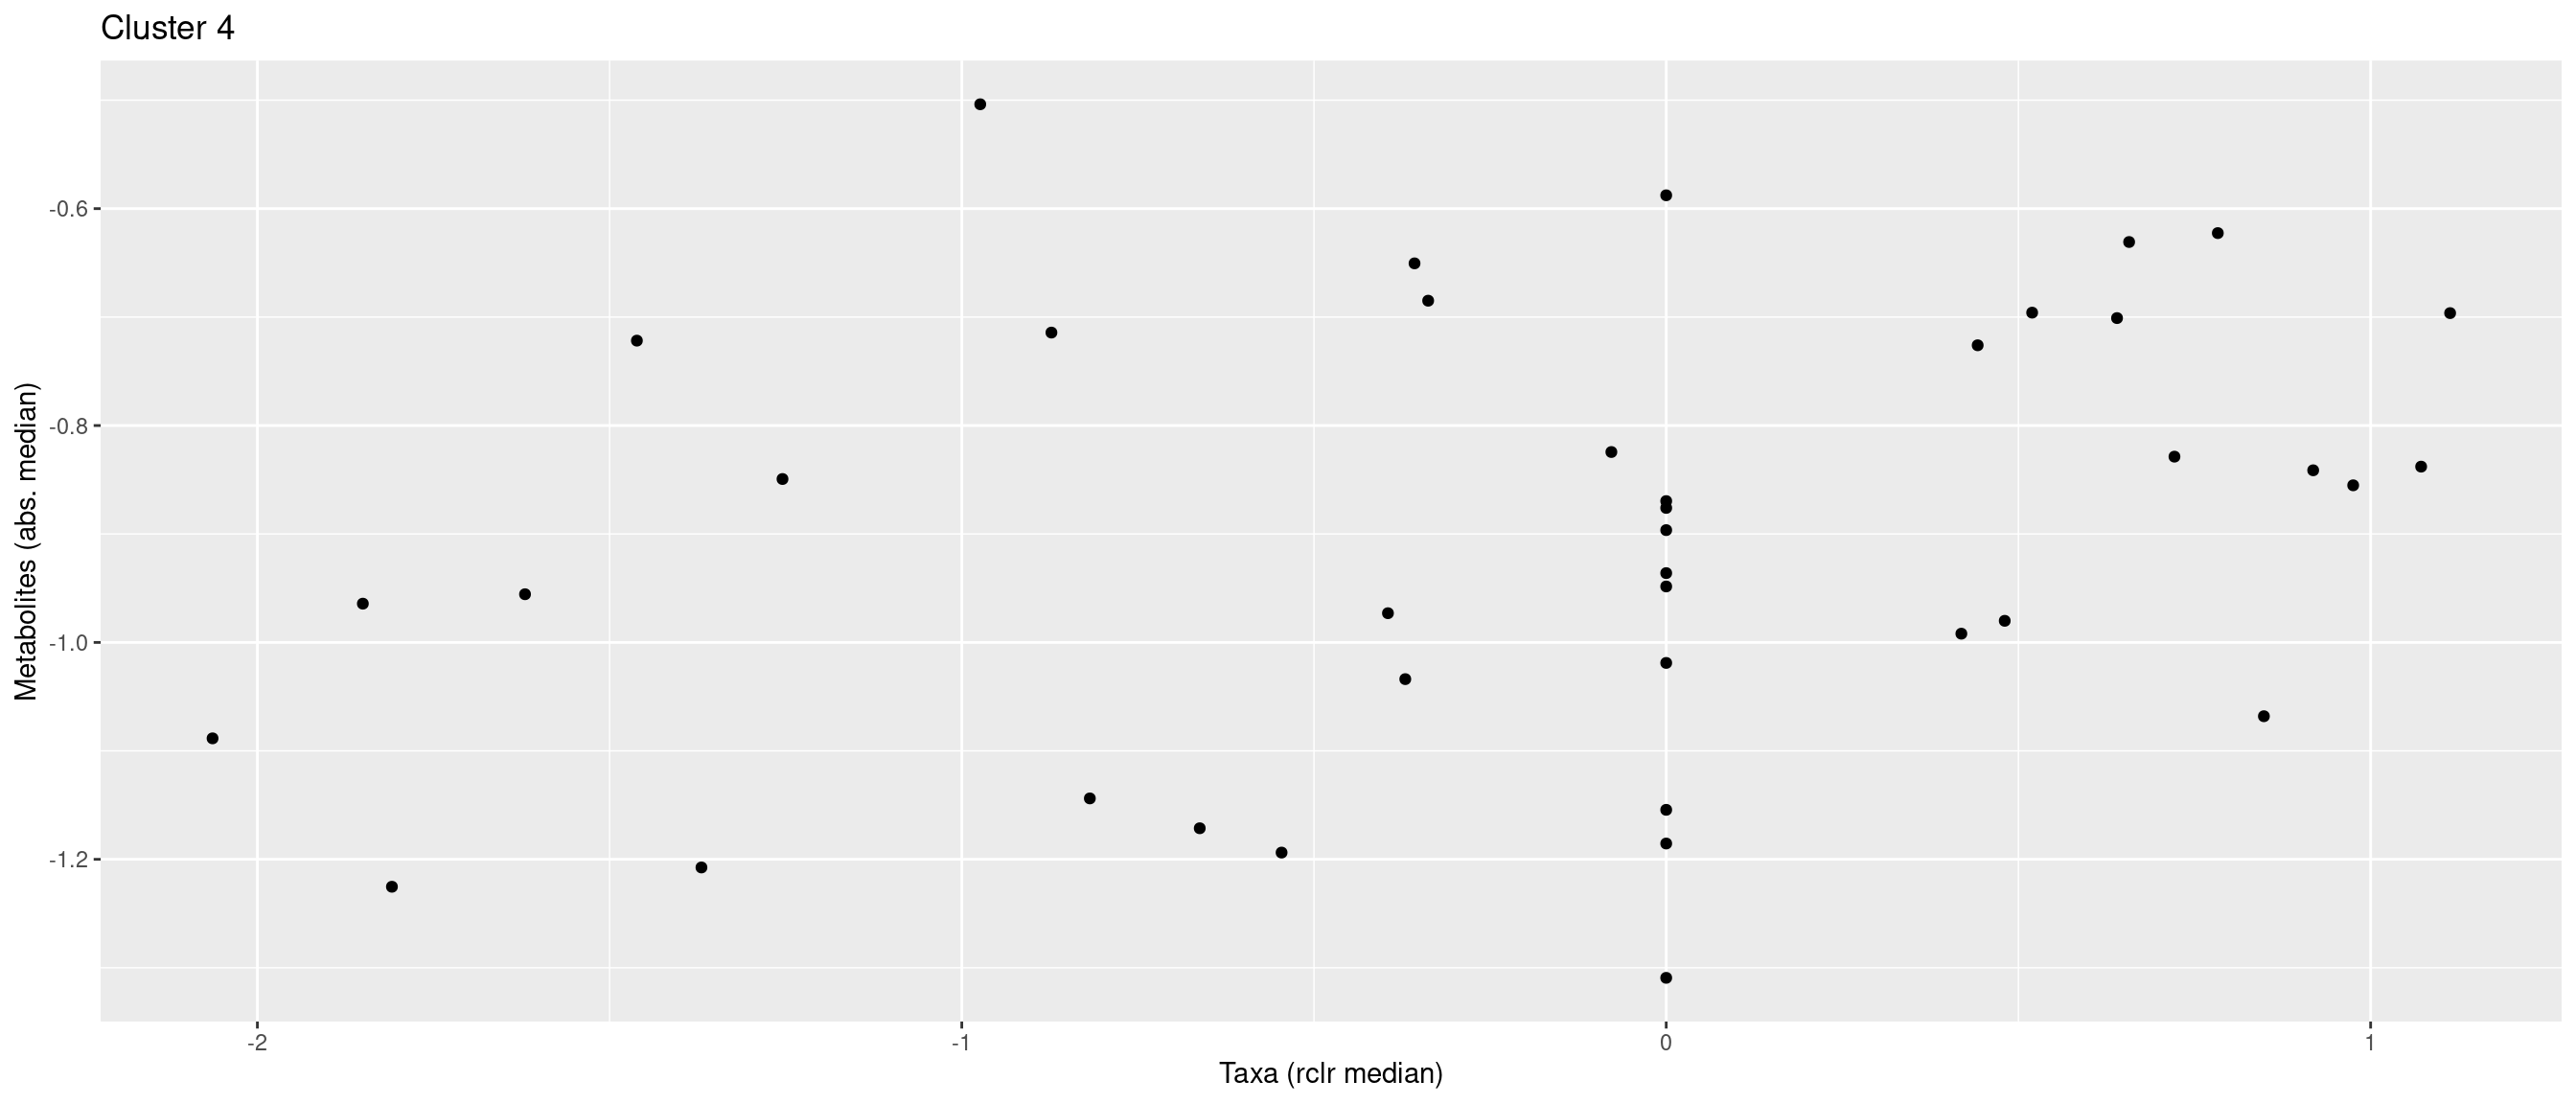 Cluster 4
-0.6
-0.8
-1.0
-1.2
Metabolites (abs. median)
-2
-1
0
1
Taxa (rclr median)